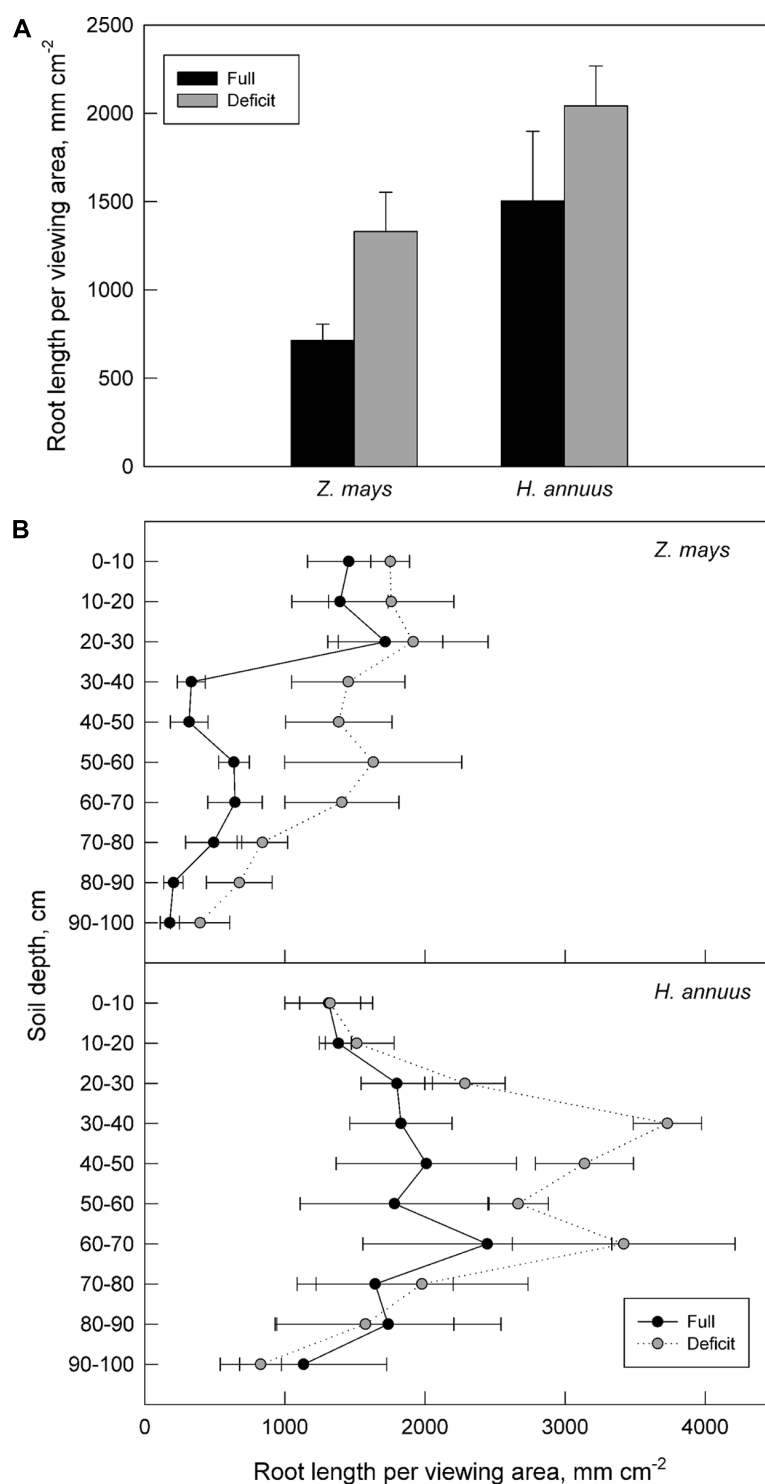 A
Root length per viewing area, mm cm-2
2500
2000
1500
1000
500
0
Full
Deficit
Z. mays
H. annuus
B
Soil depth, cm
Z. mays
0-10
10-20
20-30
30-40
40-50
50-60
60-70
70-80
80-90
90-100
H. annuus
0-10
10-20
20-30
30-40
40-50
50-60
60-70
70-80
80-90
90-100
Full
Deficit
0 1000 2000 3000 4000
Root length per viewing area, mm cm-2